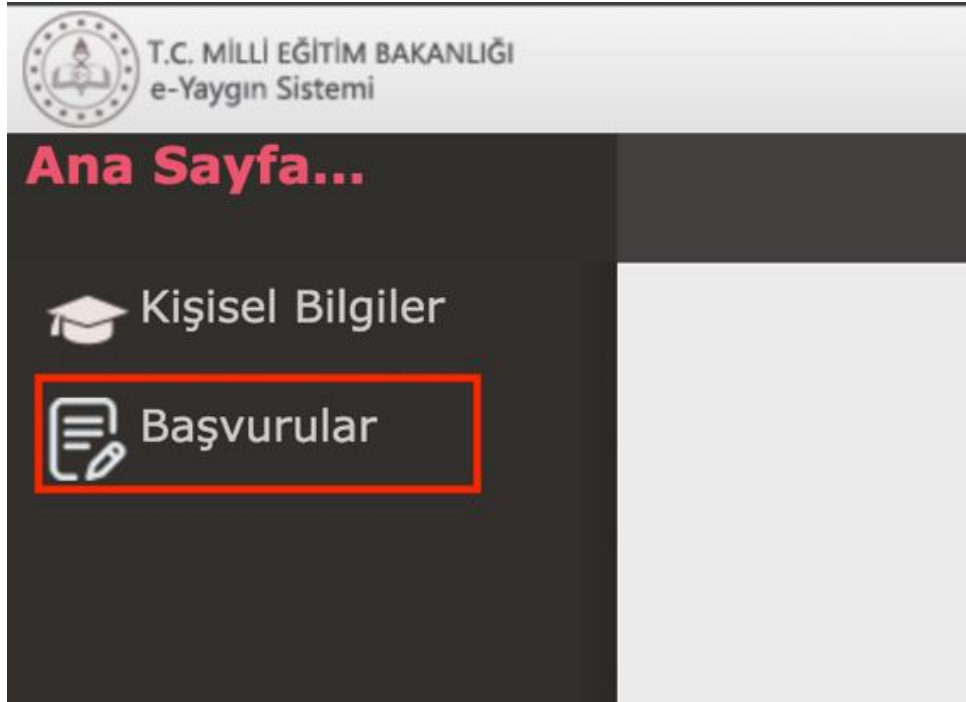 T.C. MİLLİ EĞİTİM BAKANLIĞI
e-Yaygın Sistemi
Ana Sayfa...
Kişisel Bilgiler
Başvurular